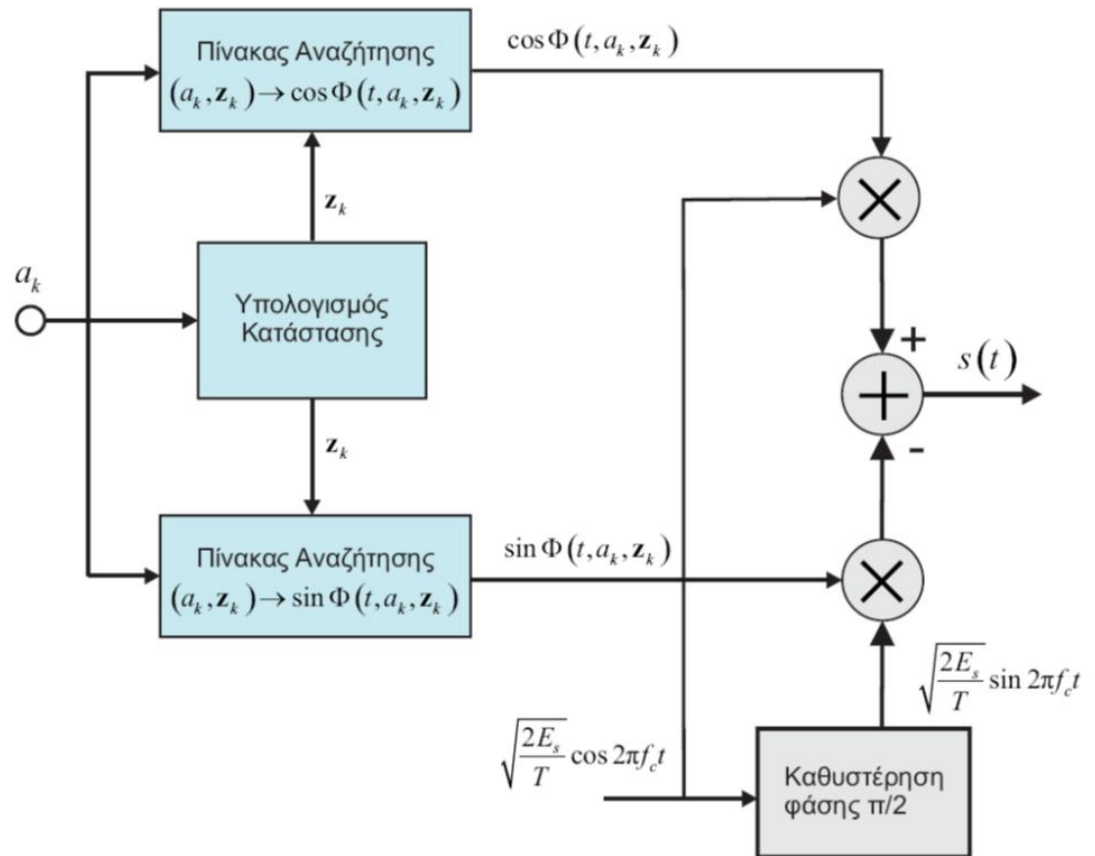 Πίνακας Αναζήτησης
(a_k, z_k) → cos Φ(t, a_k, z_k)
cos Φ(t, a_k, z_k)
z_k
a_k
Υπολογισμός
Κατάστασης
+
s(t)
z_k
-
Πίνακας Αναζήτησης
(a_k, z_k) → sin Φ(t, a_k, z_k)
sin Φ(t, a_k, z_k)
√(2E_s/T) sin 2πf_c t
√(2E_s/T) cos 2πf_c t
Καθυστέρηση
φάσης π/2